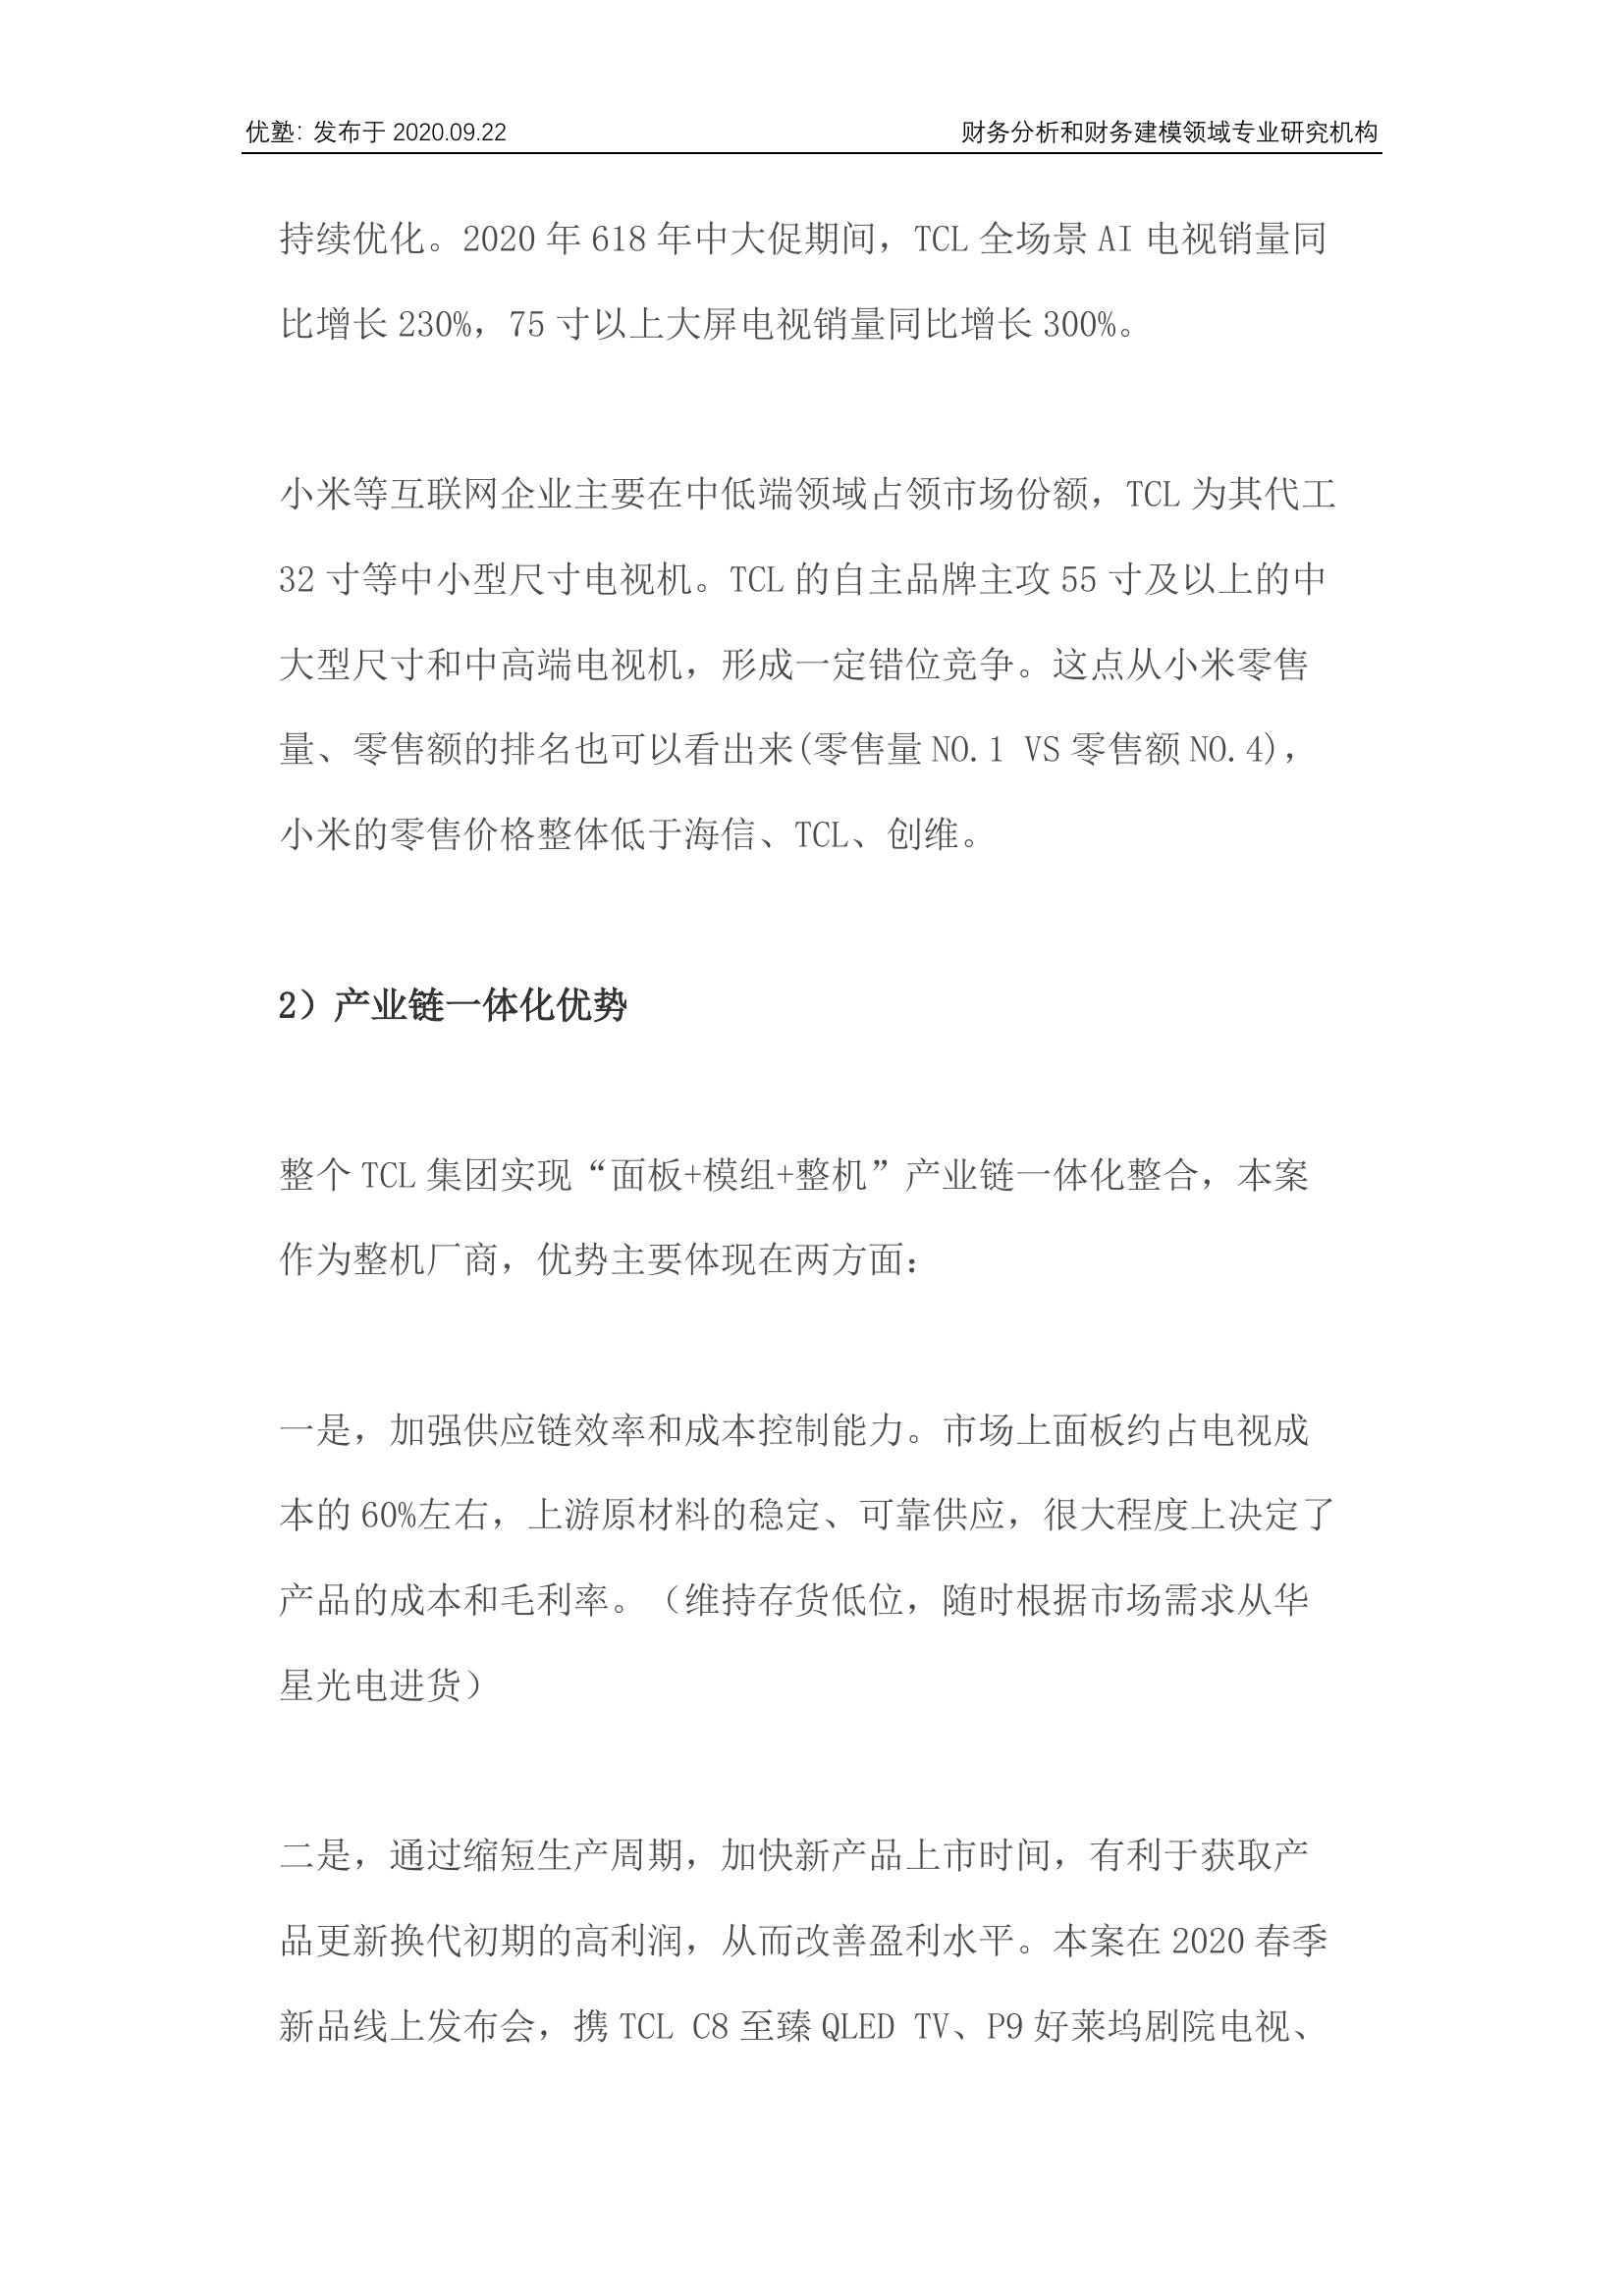 优塾：发布于 2020.09.22
财务分析和财务建模领域专业研究机构
持续优化。2020 年 618 年中大促期间，TCL 全场景 AI 电视销量同
比增长 230%，75 寸以上大屏电视销量同比增长 300%。
小米等互联网企业主要在中低端领域占领市场份额，TCL 为其代工
32 寸等中小型尺寸电视机。TCL 的自主品牌主攻 55 寸及以上的中
大型尺寸和中高端电视机，形成一定错位竞争。这点从小米零售
量、零售额的排名也可以看出来(零售量 NO.1 VS 零售额 NO.4)，
小米的零售价格整体低于海信、TCL、创维。
2）产业链一体化优势
整个 TCL 集团实现“面板+模组+整机”产业链一体化整合，本案
作为整机厂商，优势主要体现在两方面：
一是，加强供应链效率和成本控制能力。市场上面板约占电视成
本的 60%左右，上游原材料的稳定、可靠供应，很大程度上决定了
产品的成本和毛利率。（维持存货低位，随时根据市场需求从华
星光电进货）
二是，通过缩短生产周期，加快新产品上市时间，有利于获取产
品更新换代初期的高利润，从而改善盈利水平。本案在 2020 春季
新品线上发布会，携 TCL C8 至臻 QLED TV、P9 好莱坞剧院电视、